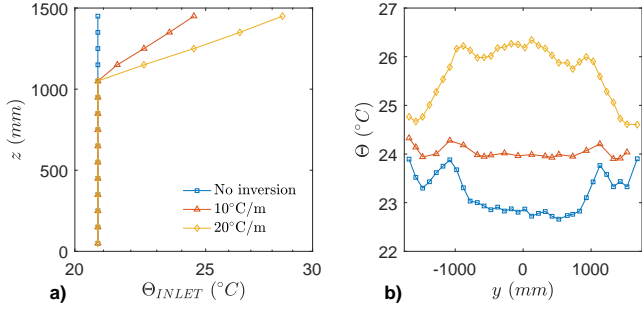 1500
1000
500
0
z (mm)
No inversion
10°C/m
20°C/m
20
25
30
a)
Θ_INLET (°C)
27
26
25
24
23
22
Θ (°C)
-1000
0
1000
b)
y (mm)